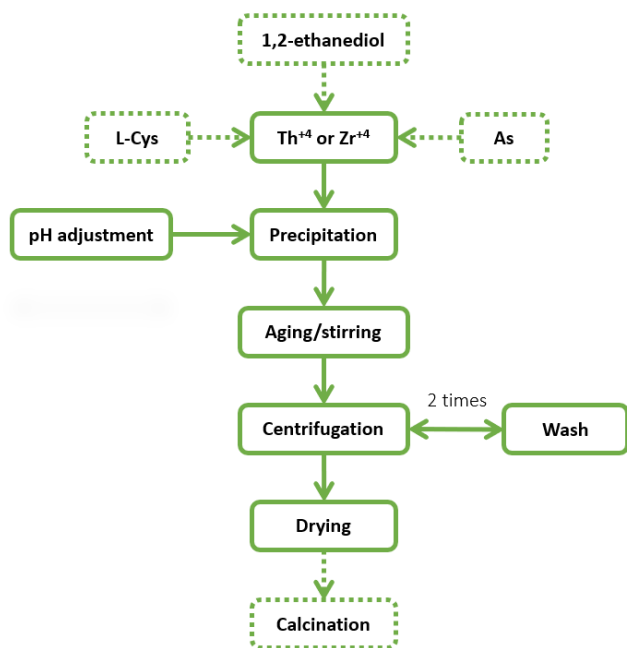 1,2-ethanediol
L-Cys
Th+4 or Zr+4
As
pH adjustment
Precipitation
Aging/stirring
2 times
Centrifugation
Wash
Drying
Calcination